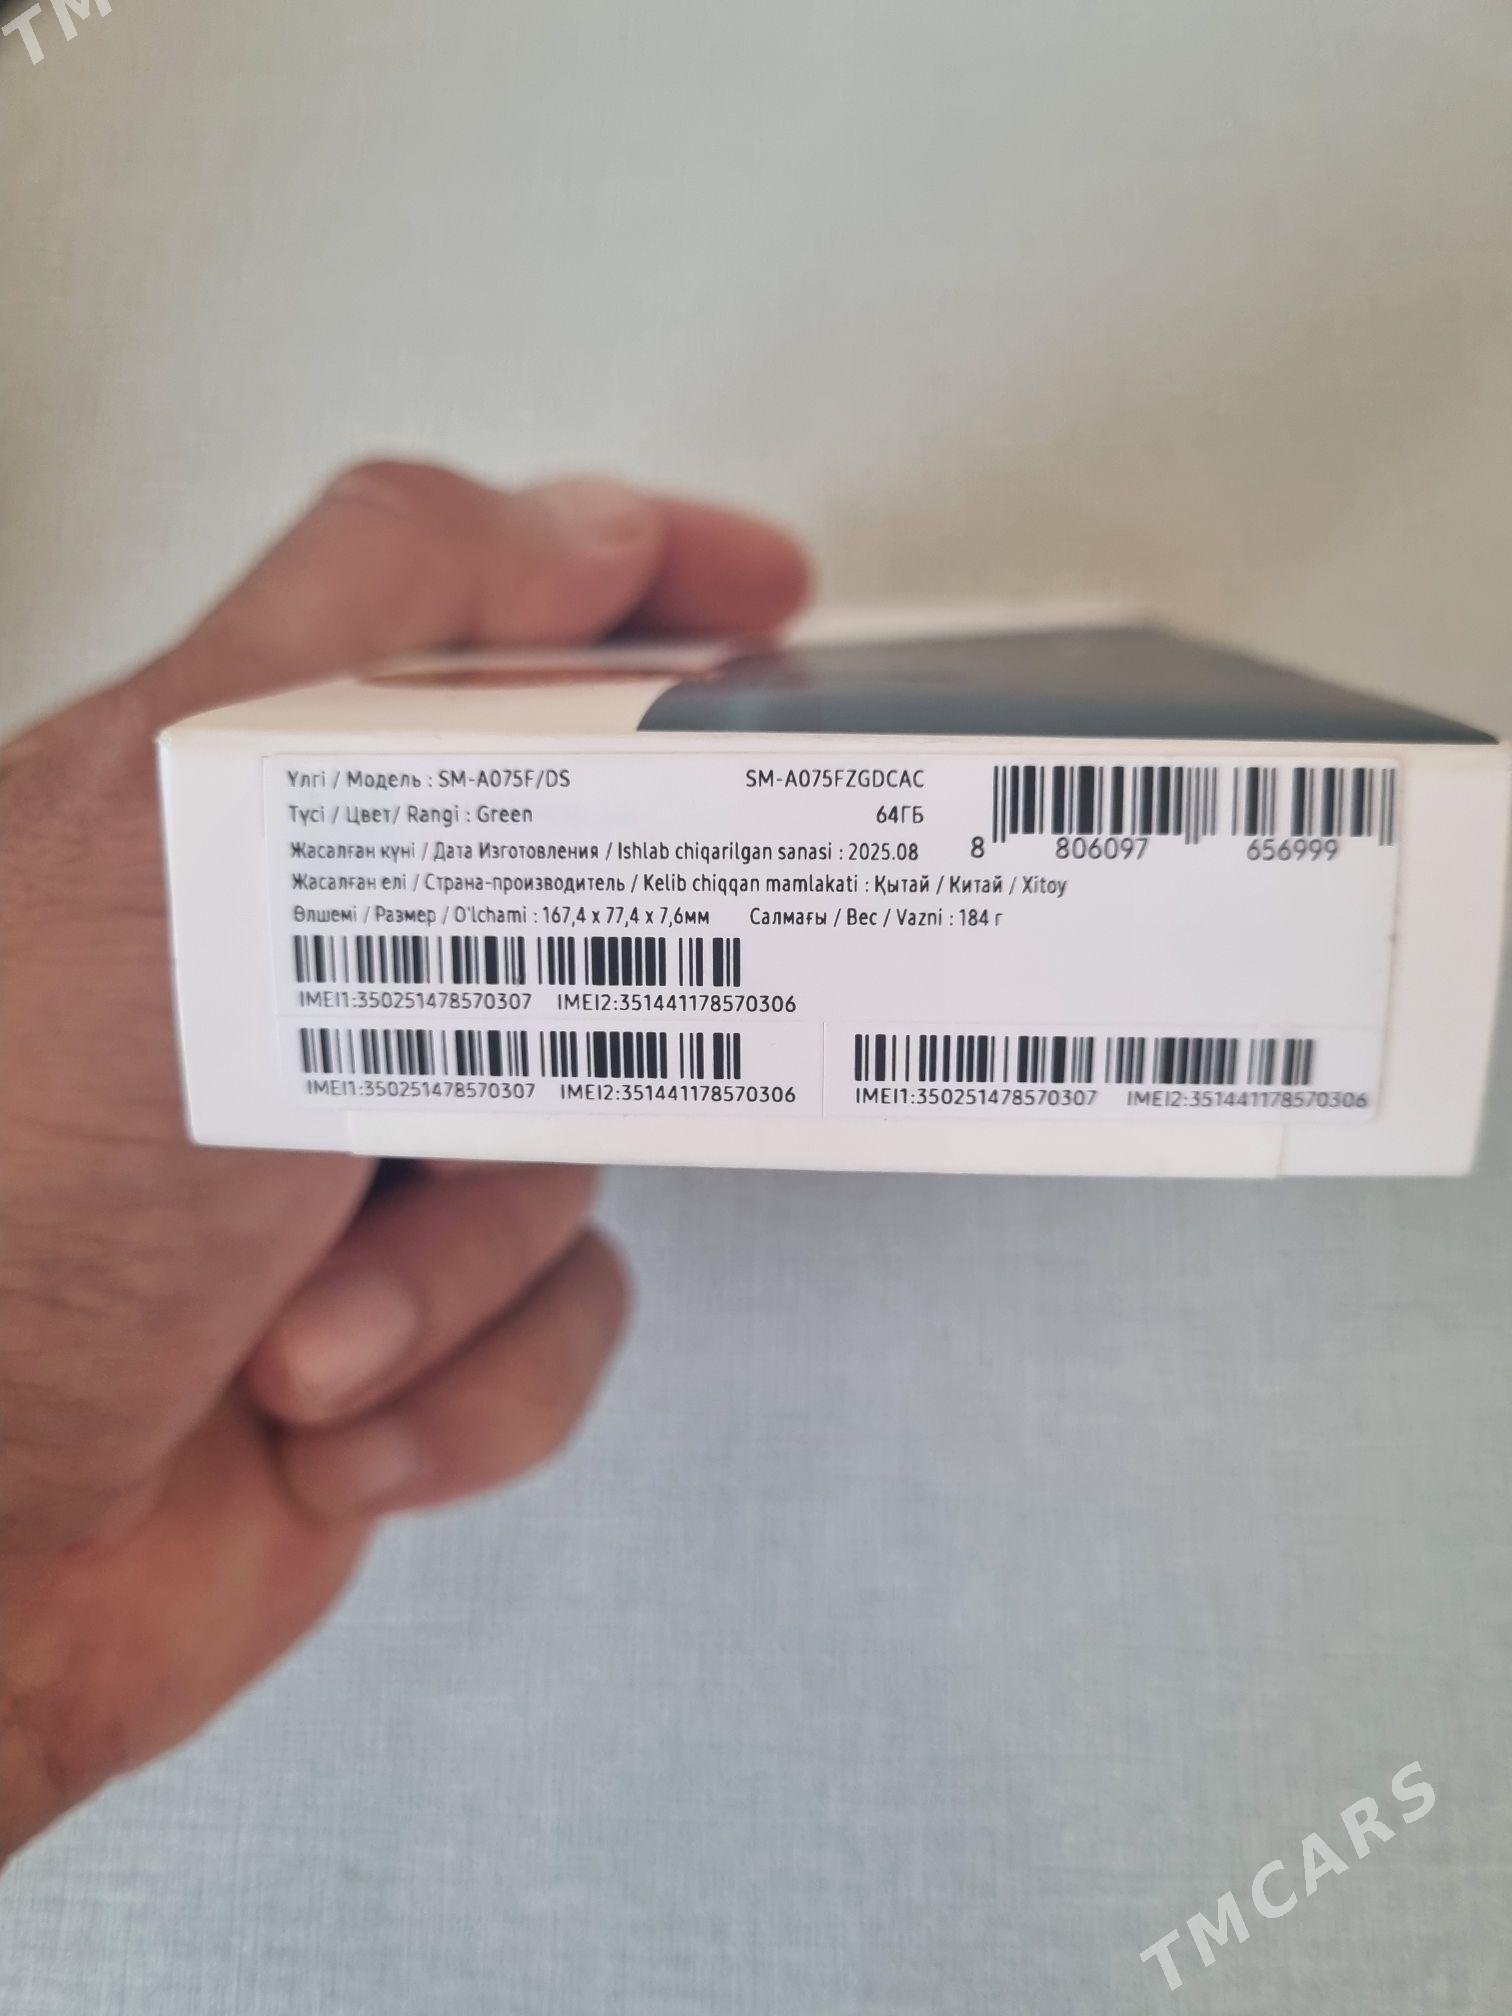 TM
Үлгі / Модель : SM-A075F/DS SM-A075FZGDCAC
Түсі / Цвет/ Rangi : Green 64ГБ
Жасалған күні / Дата Изготовления / Ishlab chiqarilgan sanasi : 2025.08
8 806097 656999
Жасалған елі / Страна-производитель / Kelib chiqqan mamlakati : Қытай / Китай / Xitoy
Өлшемі / Размер / O'lchami : 167,4 x 77,4 x 7,6мм Салмағы / Вес / Vazni : 184 г
IMEI1:350251478570307 IMEI2:351441178570306
IMEI1:350251478570307 IMEI2:351441178570306
IMEI1:350251478570307 IMEI2:351441178570306
TMCARS